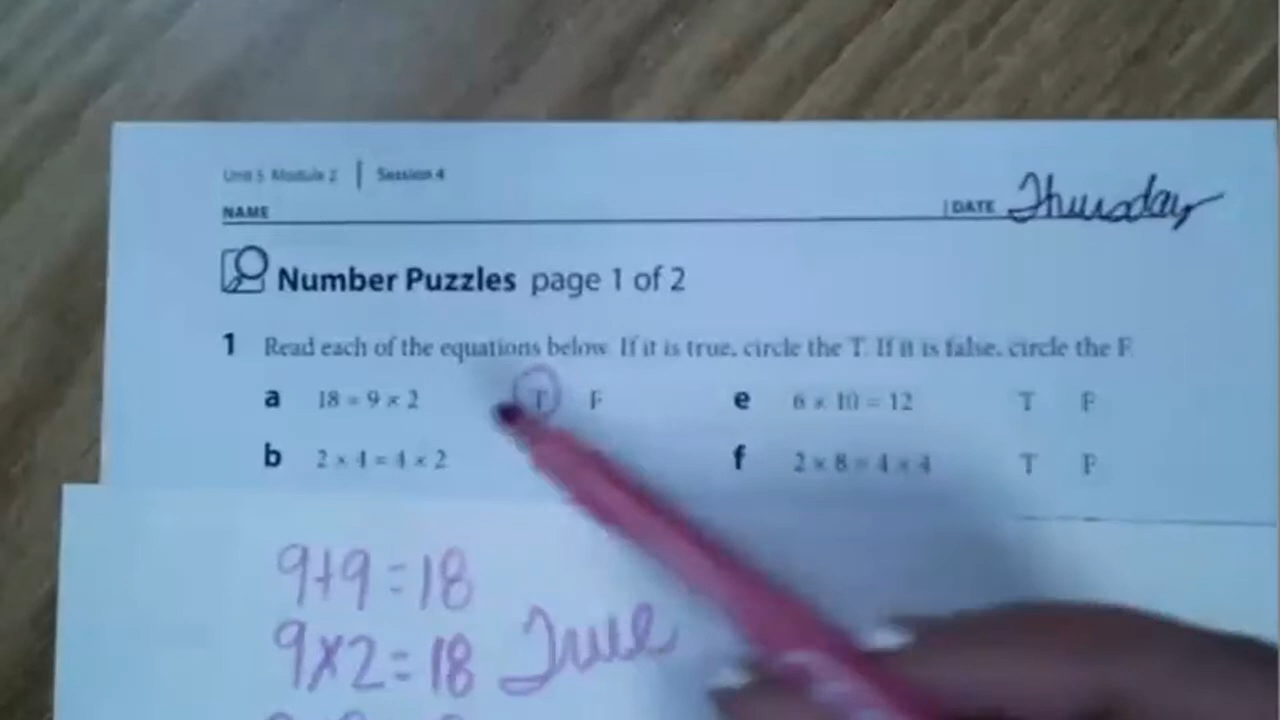 Unit 5 Module 2 | Session 4
NAME | DATE Thursday
Number Puzzles page 1 of 2
1 Read each of the equations below. If it is true, circle the T. If it is false, circle the F.
a 18 = 9 × 2 T F e 6 × 10 = 12 T F
b 2 × 4 = 4 × 2 f 2 × 8 = 4 × 4 T F
9+9=18
9×2=18 True